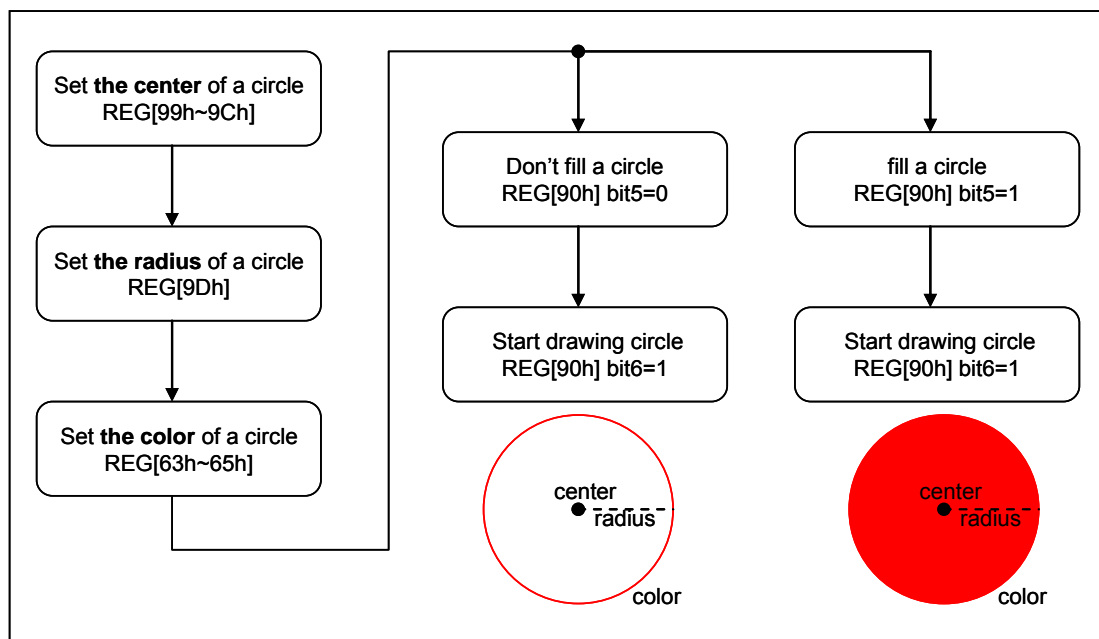 Set the center of a circle
REG[99h~9Ch]
Set the radius of a circle
REG[9Dh]
Set the color of a circle
REG[63h~65h]
Don't fill a circle
REG[90h] bit5=0
Start drawing circle
REG[90h] bit6=1
center
radius
color
fill a circle
REG[90h] bit5=1
Start drawing circle
REG[90h] bit6=1
center
radius
color